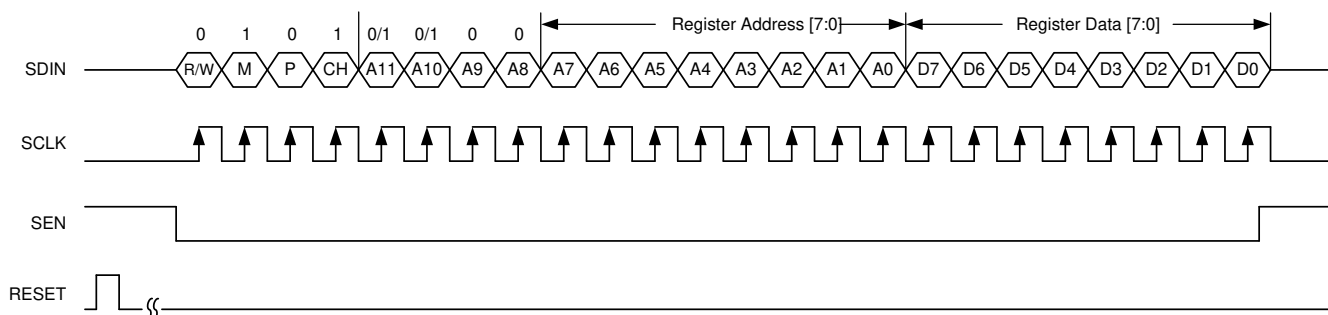 0 1 0 1 0/1 0/1 0 0 Register Address [7:0] Register Data [7:0]
SDIN R/W M P CH A11 A10 A9 A8 A7 A6 A5 A4 A3 A2 A1 A0 D7 D6 D5 D4 D3 D2 D1 D0
SCLK
SEN
RESET